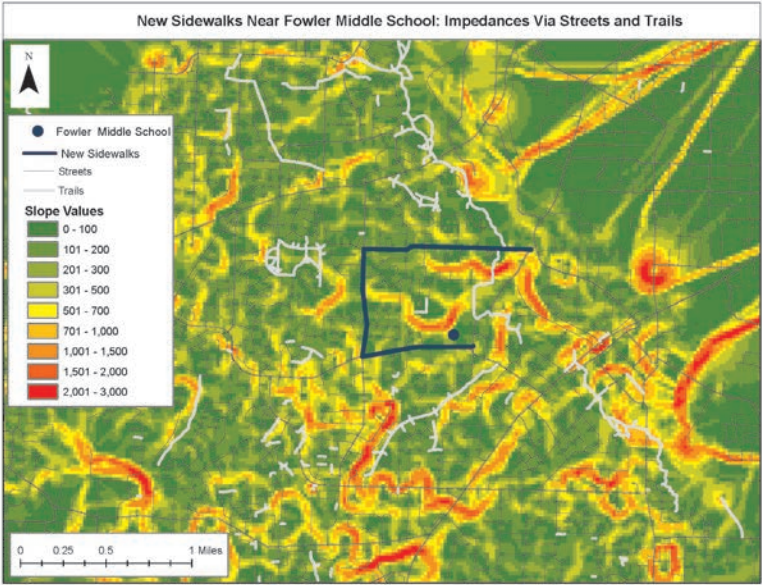 New Sidewalks Near Fowler Middle School: Impedances Via Streets and Trails
N
Fowler Middle School
New Sidewalks
Streets
Trails
Slope Values
0 - 100
101 - 200
201 - 300
301 - 500
501 - 700
701 - 1,000
1,001 - 1,500
1,501 - 2,000
2,001 - 3,000
0 0.25 0.5 1 Miles